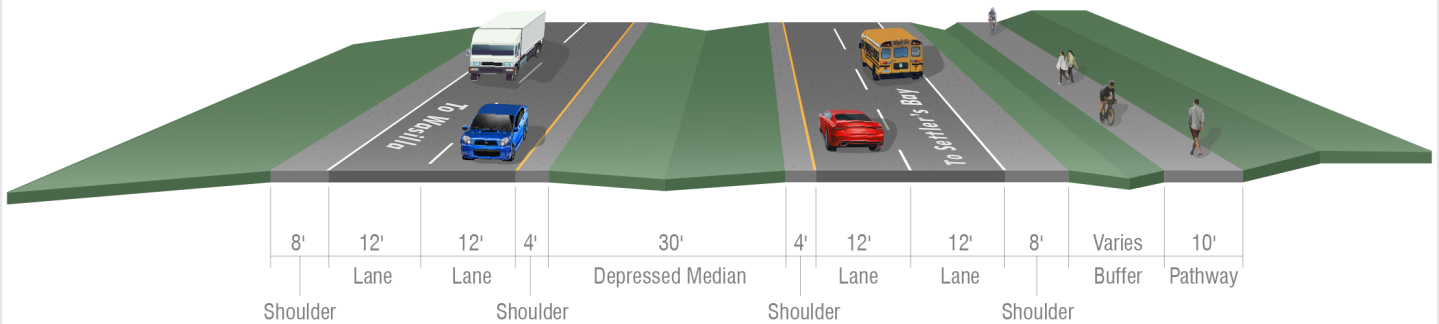 To Wasilla
To Settler's Bay
8' 12' 12' 4' 30' 4' 12' 12' 8' Varies 10'
Lane Lane Depressed Median Lane Lane Buffer Pathway
Shoulder Shoulder Shoulder Shoulder